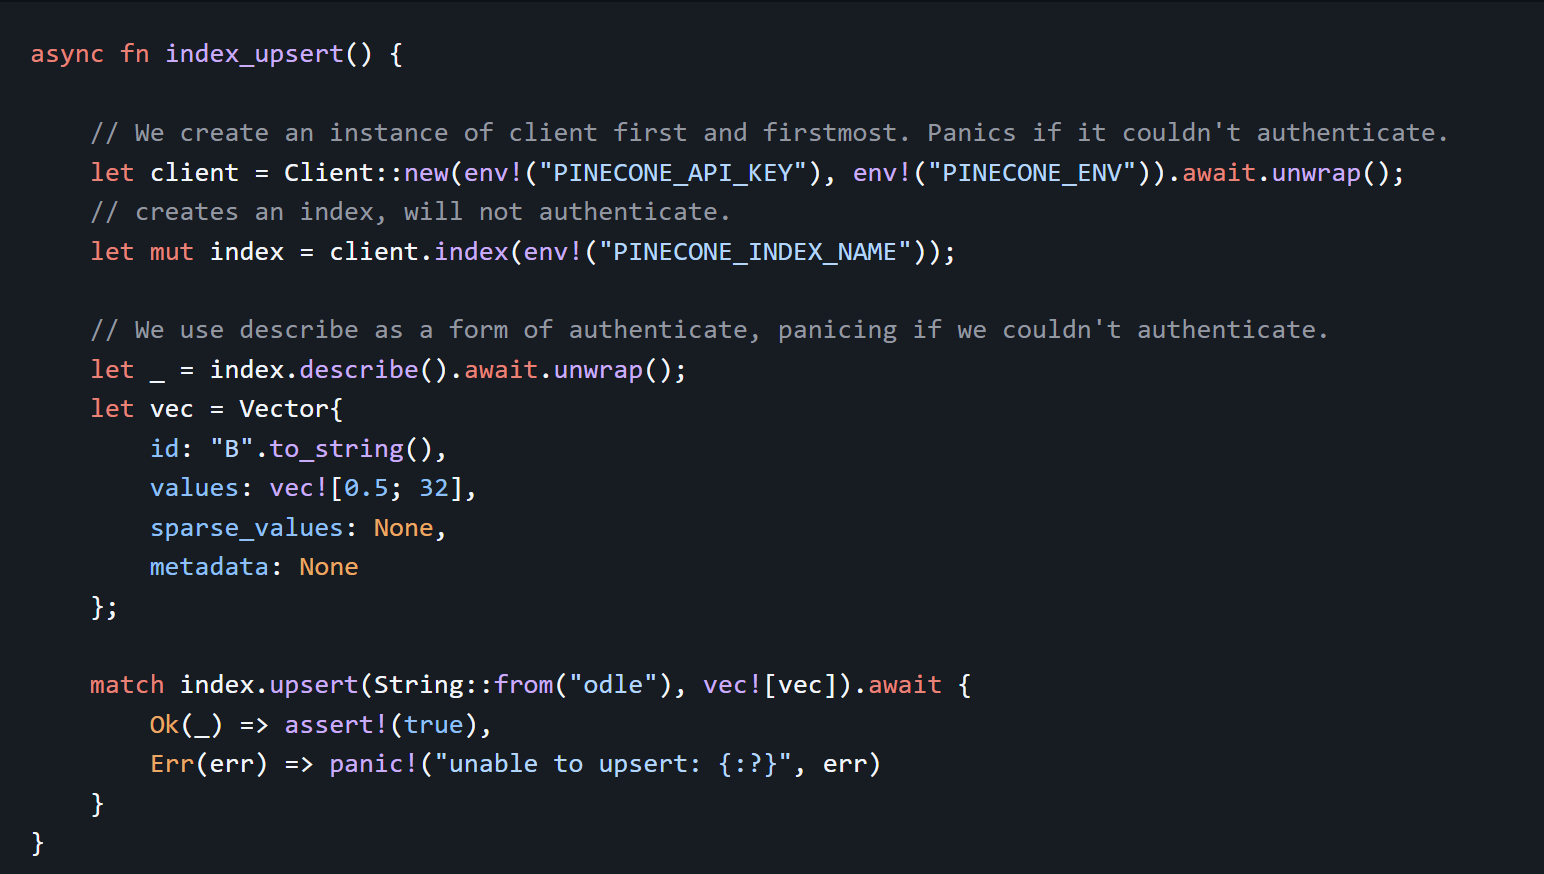 async fn index_upsert() {

    // We create an instance of client first and firstmost. Panics if it couldn't authenticate.
    let client = Client::new(env!("PINECONE_API_KEY"), env!("PINECONE_ENV")).await.unwrap();
    // creates an index, will not authenticate.
    let mut index = client.index(env!("PINECONE_INDEX_NAME"));

    // We use describe as a form of authenticate, panicing if we couldn't authenticate.
    let _ = index.describe().await.unwrap();
    let vec = Vector{
        id: "B".to_string(),
        values: vec![0.5; 32],
        sparse_values: None,
        metadata: None
    };

    match index.upsert(String::from("odle"), vec![vec]).await {
        Ok(_) => assert!(true),
        Err(err) => panic!("unable to upsert: {:?}", err)
    }
}